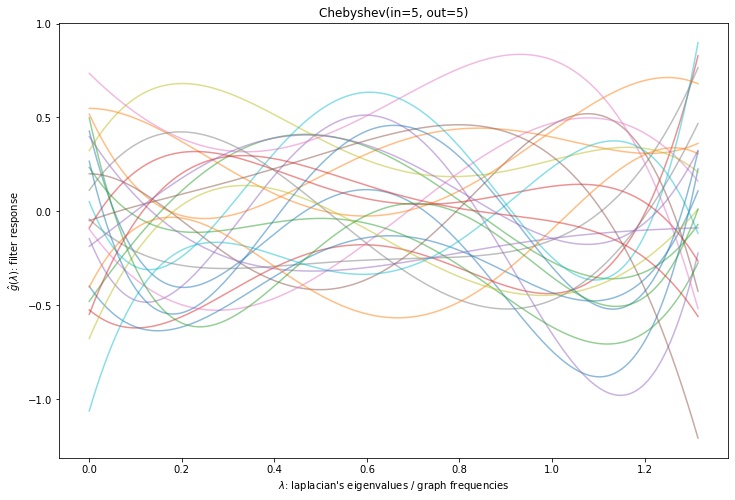 Chebyshev(in=5, out=5)
1.0
0.5
0.0
−0.5
−1.0
ĝ(λ): filter response
0.0 0.2 0.4 0.6 0.8 1.0 1.2
λ: laplacian's eigenvalues / graph frequencies